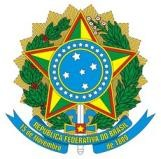 REPÚBLICA FEDERATIVA DO BRASIL
15 de Novembro
de 1889